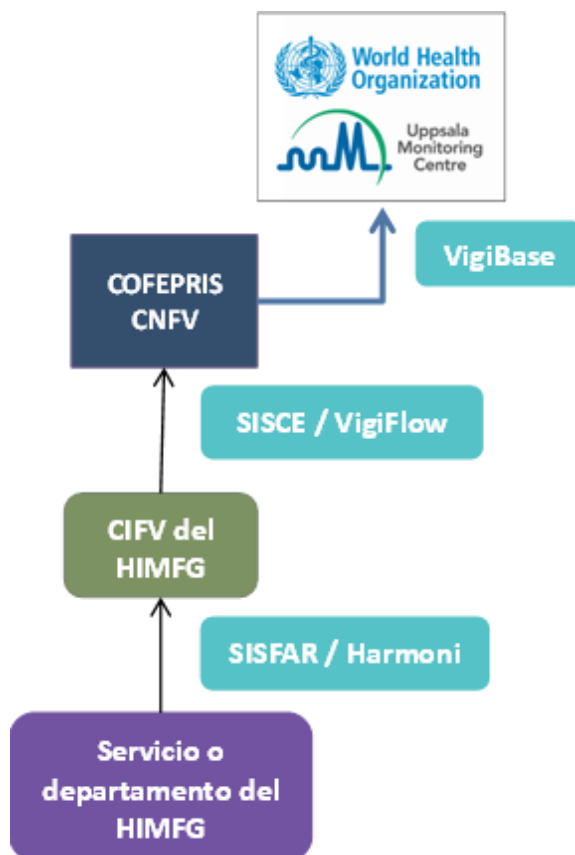 World Health
Organization
Uppsala
Monitoring
Centre
VigiBase
COFEPRIS
CNFV
SISCE / VigiFlow
CIFV del
HIMFG
SISFAR / Harmoni
Servicio o
departamento del
HIMFG